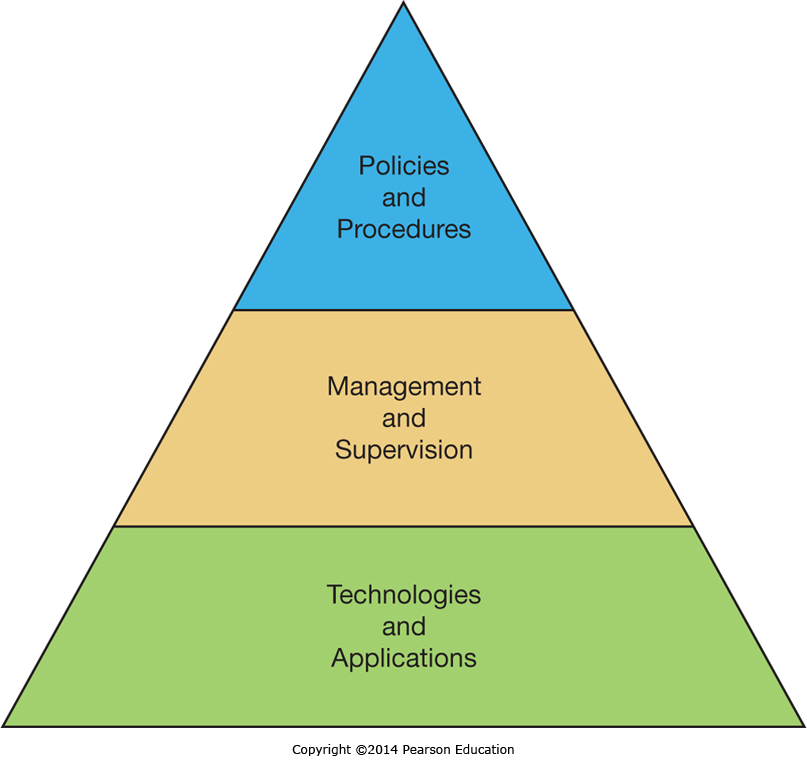 Policies
and
Procedures
Management
and
Supervision
Technologies
and
Applications
Copyright ©2014 Pearson Education